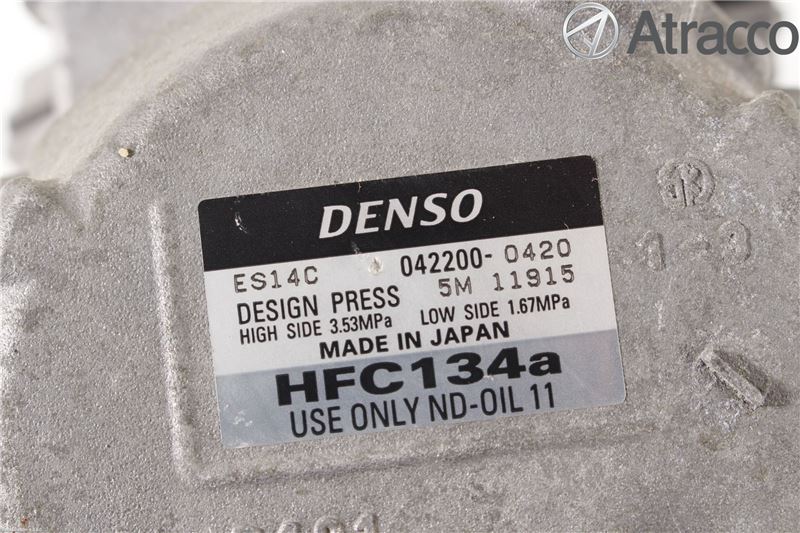 Atracco
DENSO
ES14C 042200-0420
DESIGN PRESS 5M 11915
HIGH SIDE 3.53MPa LOW SIDE 1.67MPa
MADE IN JAPAN
HFC134a
USE ONLY ND-OIL 11